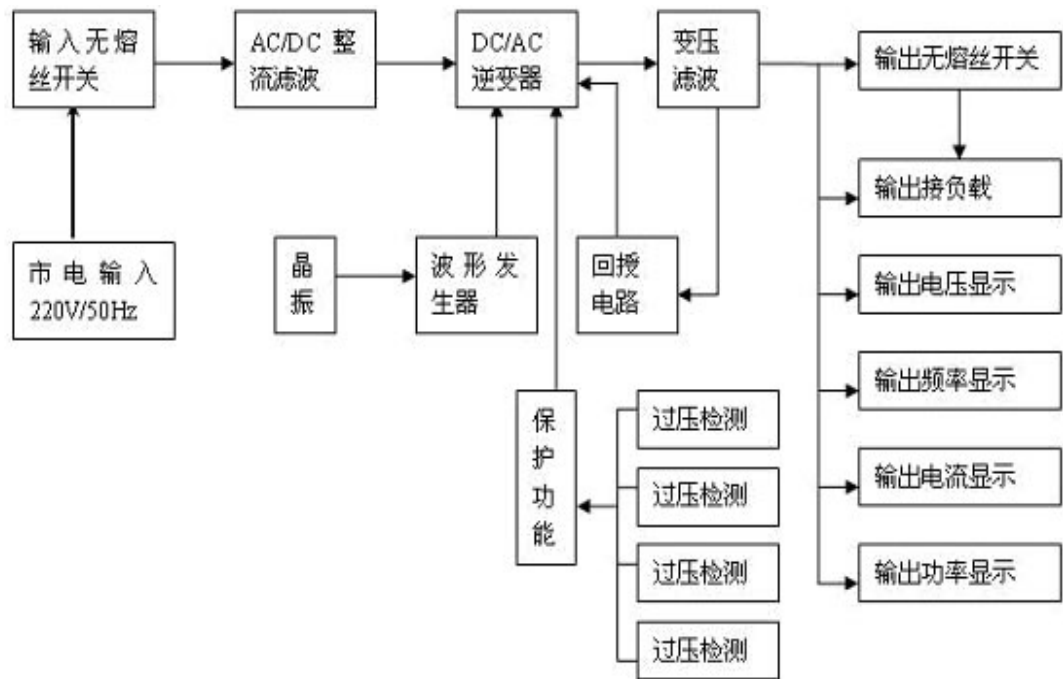 输入无熔
丝开关
AC/DC 整
流滤波
DC/AC
逆变器
变压
滤波
输出无熔丝开关
输出接负载
市电输入
220V/50Hz
晶
振
波形发
生器
回授
电路
输出电压显示
输出频率显示
保
护
功
能
过压检测
过压检测
过压检测
过压检测
输出电流显示
输出功率显示